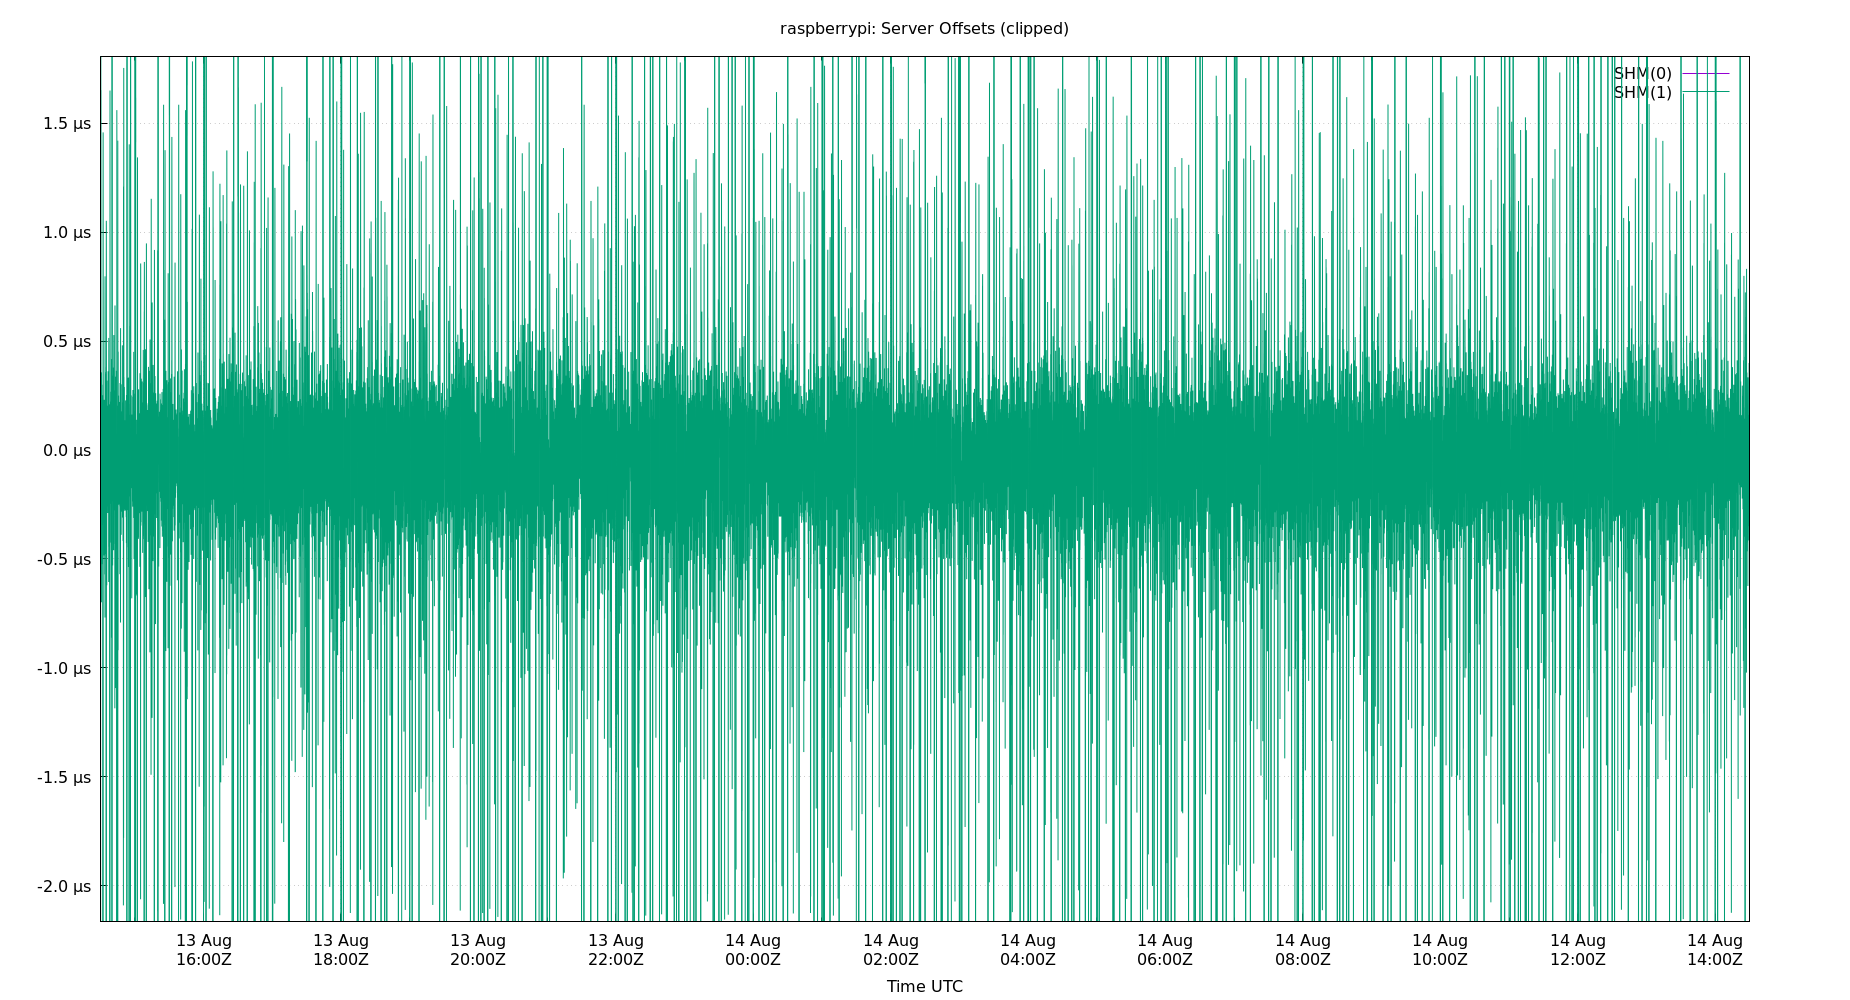 raspberrypi: Server Offsets (clipped)
SHM(0)
SHM(1)
1.5 µs
1.0 µs
0.5 µs
0.0 µs
-0.5 µs
-1.0 µs
-1.5 µs
-2.0 µs
13 Aug 13 Aug 13 Aug 13 Aug 14 Aug 14 Aug 14 Aug 14 Aug 14 Aug 14 Aug 14 Aug 14 Aug
16:00Z 18:00Z 20:00Z 22:00Z 00:00Z 02:00Z 04:00Z 06:00Z 08:00Z 10:00Z 12:00Z 14:00Z
Time UTC